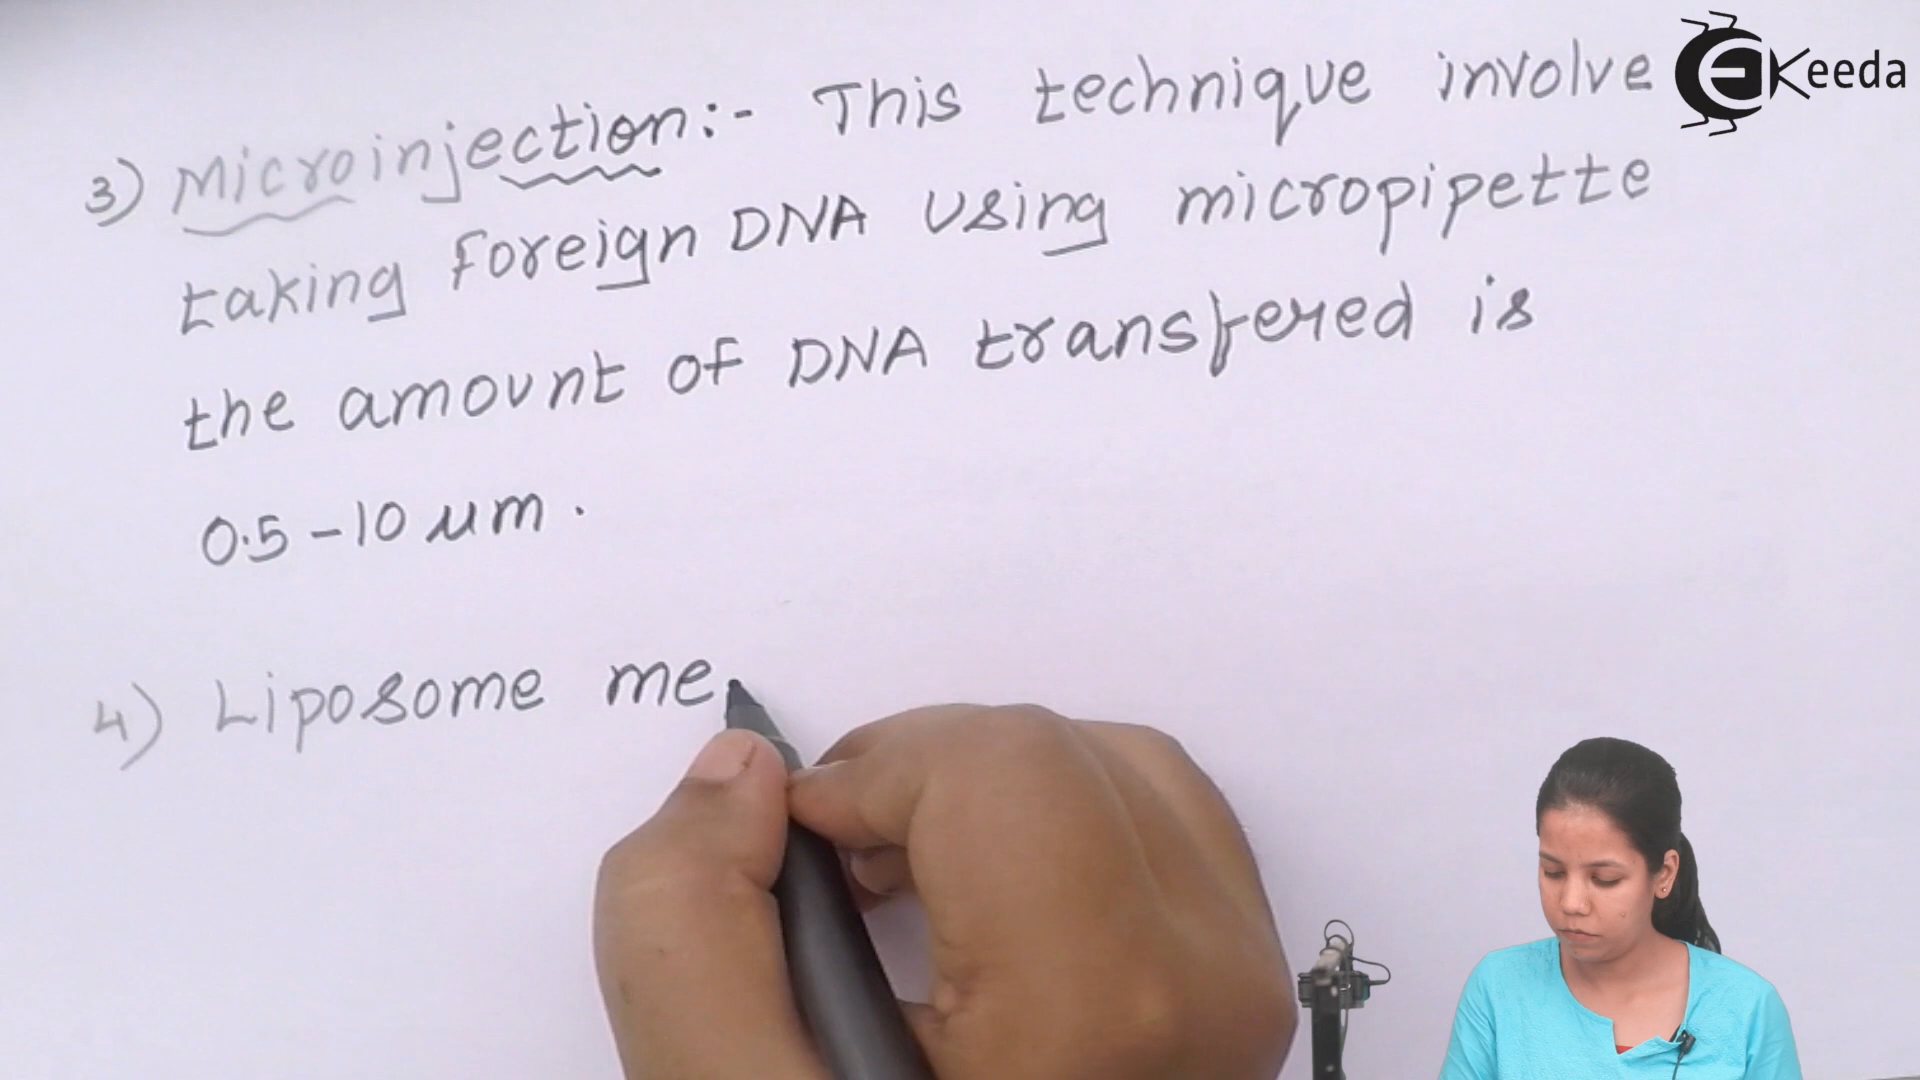 3) Microinjection:- This technique involve
taking Foreign DNA using micropipette
the amount of DNA transfered is
0.5-10 um.
4) Liposome me
EKeeda